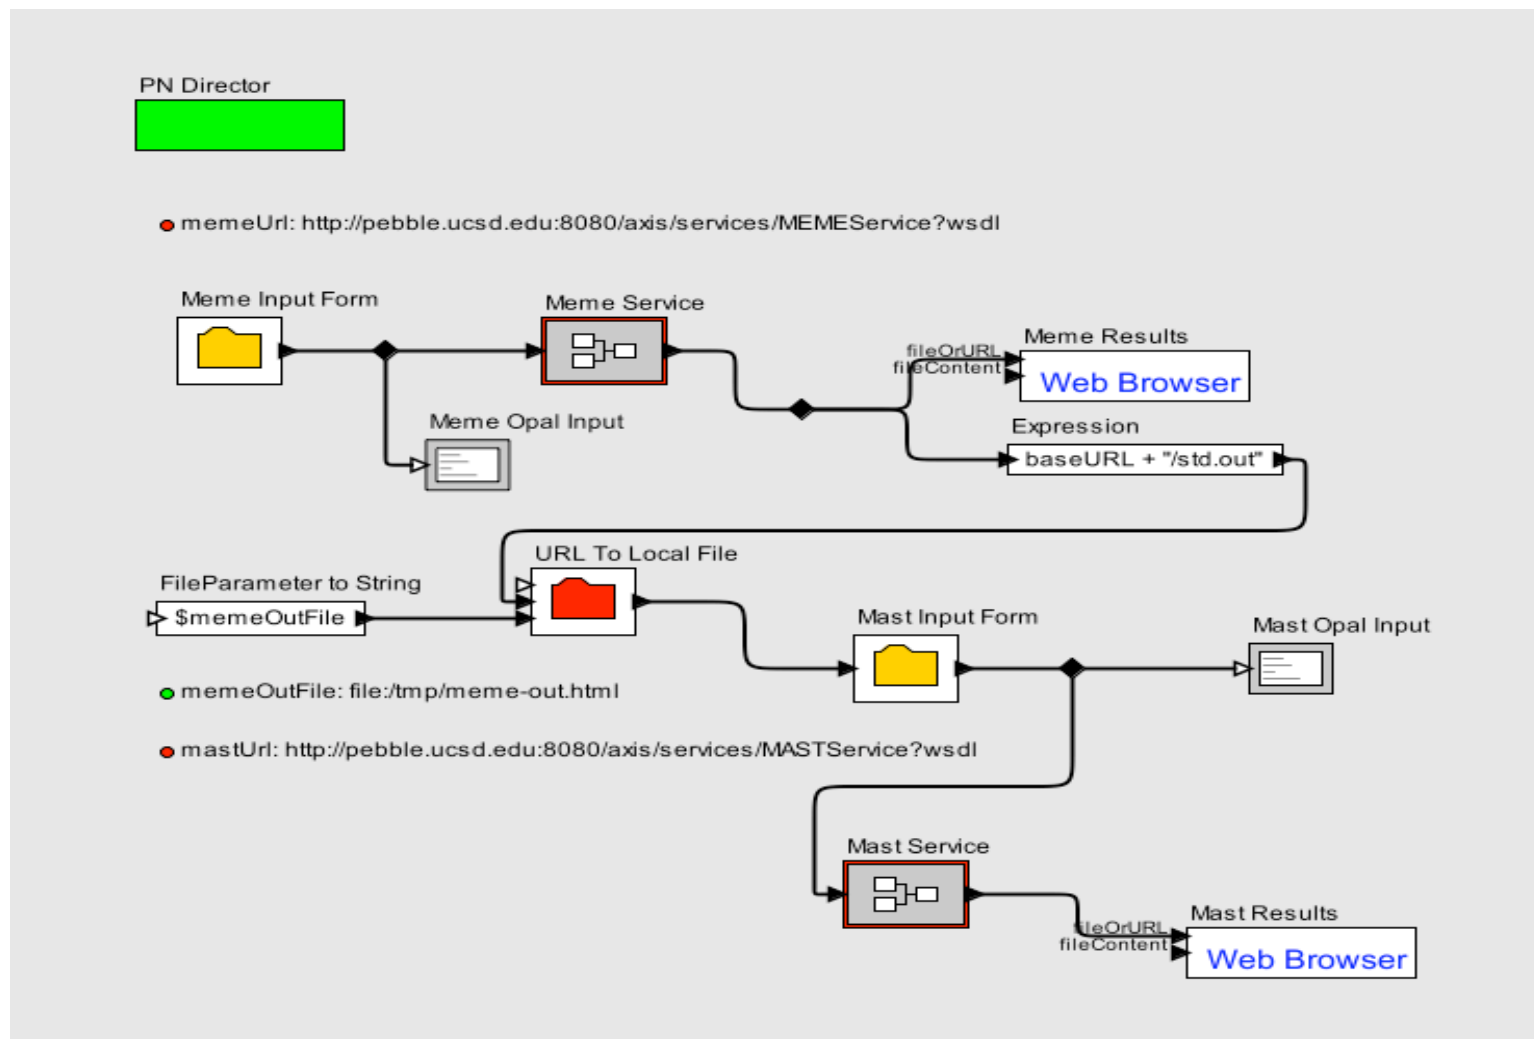 PN Director
memeUrl: http://pebble.ucsd.edu:8080/axis/services/MEMEService?wsdl
Meme Input Form
Meme Service
Meme Results
fileOrURL
fileContent
Web Browser
Meme Opal Input
Expression
baseURL + "/std.out"
URL To Local File
FileParameter to String
$memeOutFile
Mast Input Form
Mast Opal Input
memeOutFile: file:/tmp/meme-out.html
mastUrl: http://pebble.ucsd.edu:8080/axis/services/MASTService?wsdl
Mast Service
Mast Results
fileOrURL
fileContent
Web Browser